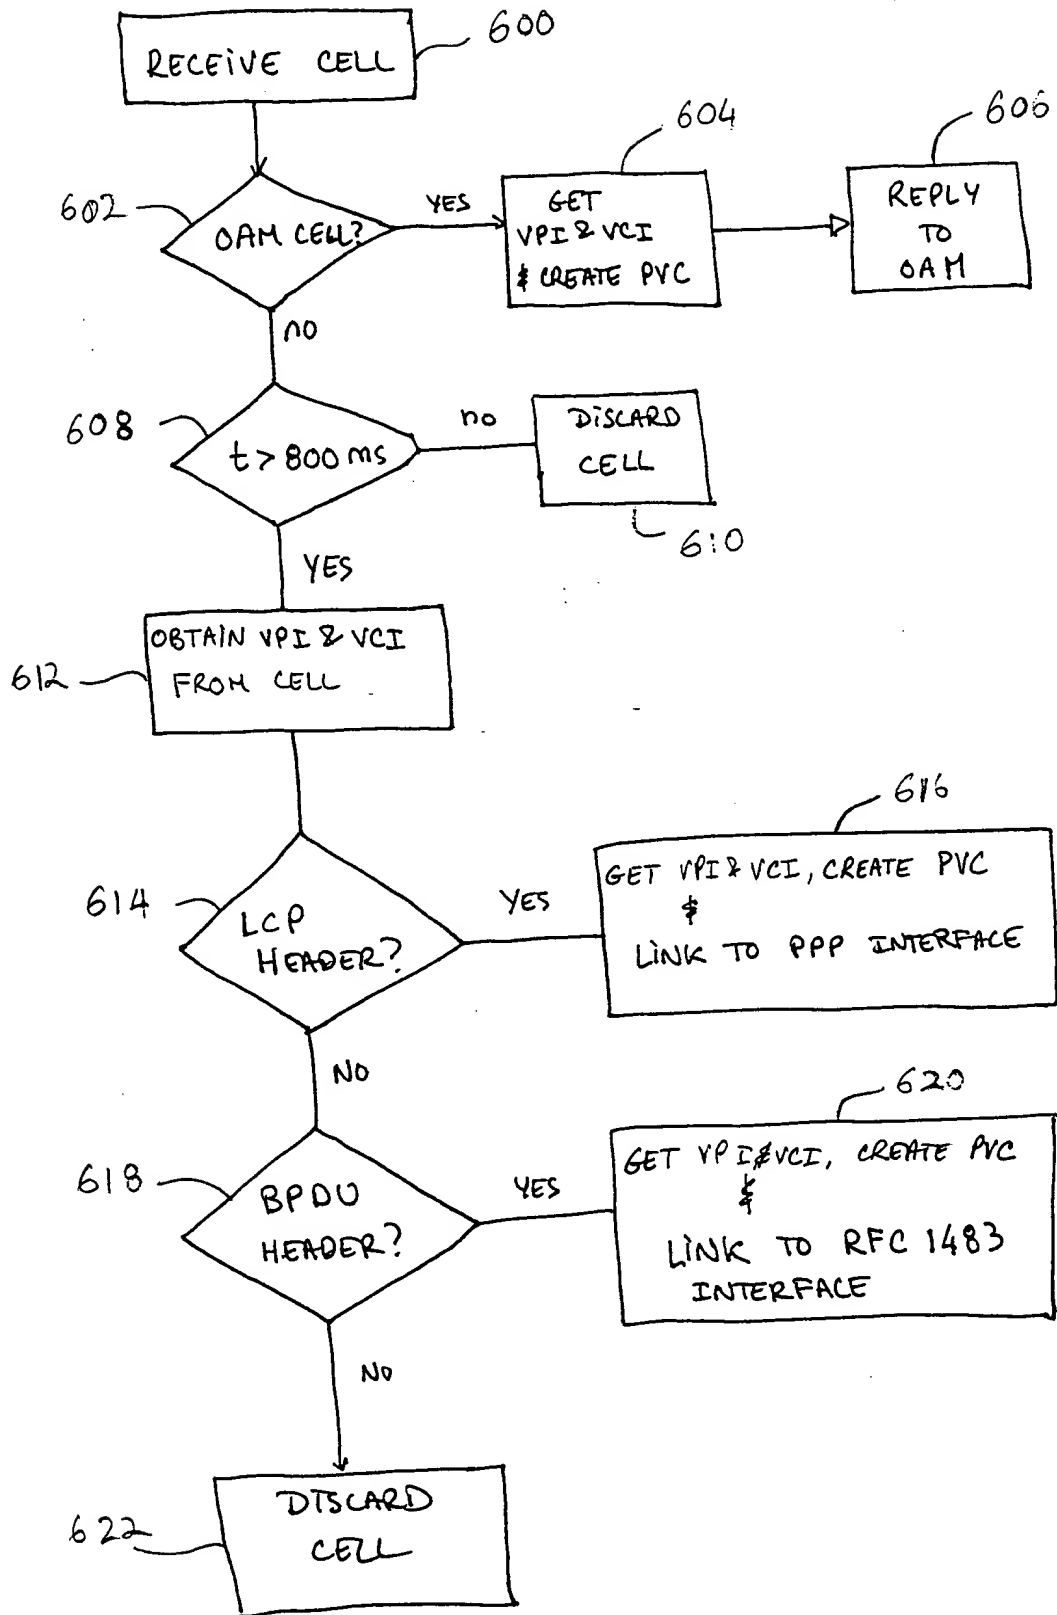 RECEIVE CELL
600
602
OAM CELL?
YES
604
GET
VPI & VCI
& CREATE PVC
606
REPLY
TO
OAM
no
608
t > 800 ms
no
DISCARD
CELL
610
YES
612
OBTAIN VPI & VCI
FROM CELL
614
LCP
HEADER?
YES
616
GET VPI & VCI, CREATE PVC
&
LINK TO PPP INTERFACE
NO
618
BPDU
HEADER?
YES
620
GET VPI & VCI, CREATE PVC
&
LINK TO RFC 1483
INTERFACE
NO
622
DISCARD
CELL